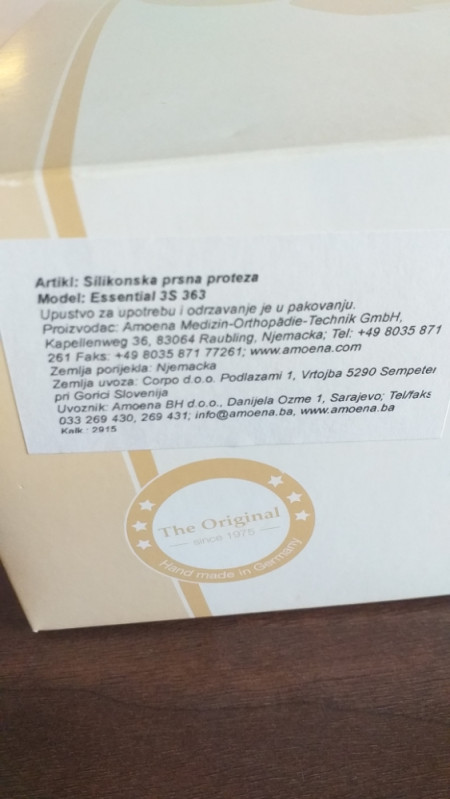 Artikl: Silikonska prsna proteza
Model: Essential 3S 363
Upustvo za upotrebu i odrzavanje je u pakovanju.
Proizvodac: Amoena Medizin-Orthopädie-Technik GmbH,
Kapellenweg 36, 83064 Raubling, Njemacka; Tel: +49 8035 871
261 Faks: +49 8035 871 77261; www.amoena.com
Zemlja porijekla: Njemacka
Zemlja uvoza: Corpo d.o.o. Podlazami 1, Vrtojba 5290 Sempeter
pri Gorici Slovenija
Uvoznik: Amoena BH d.o.o., Danijela Ozme 1, Sarajevo; Tel/faks
033 269 430, 269 431; info@amoena.ba, www.amoena.ba
Kalk : 2915
The Original
since 1975
Hand made in Germany